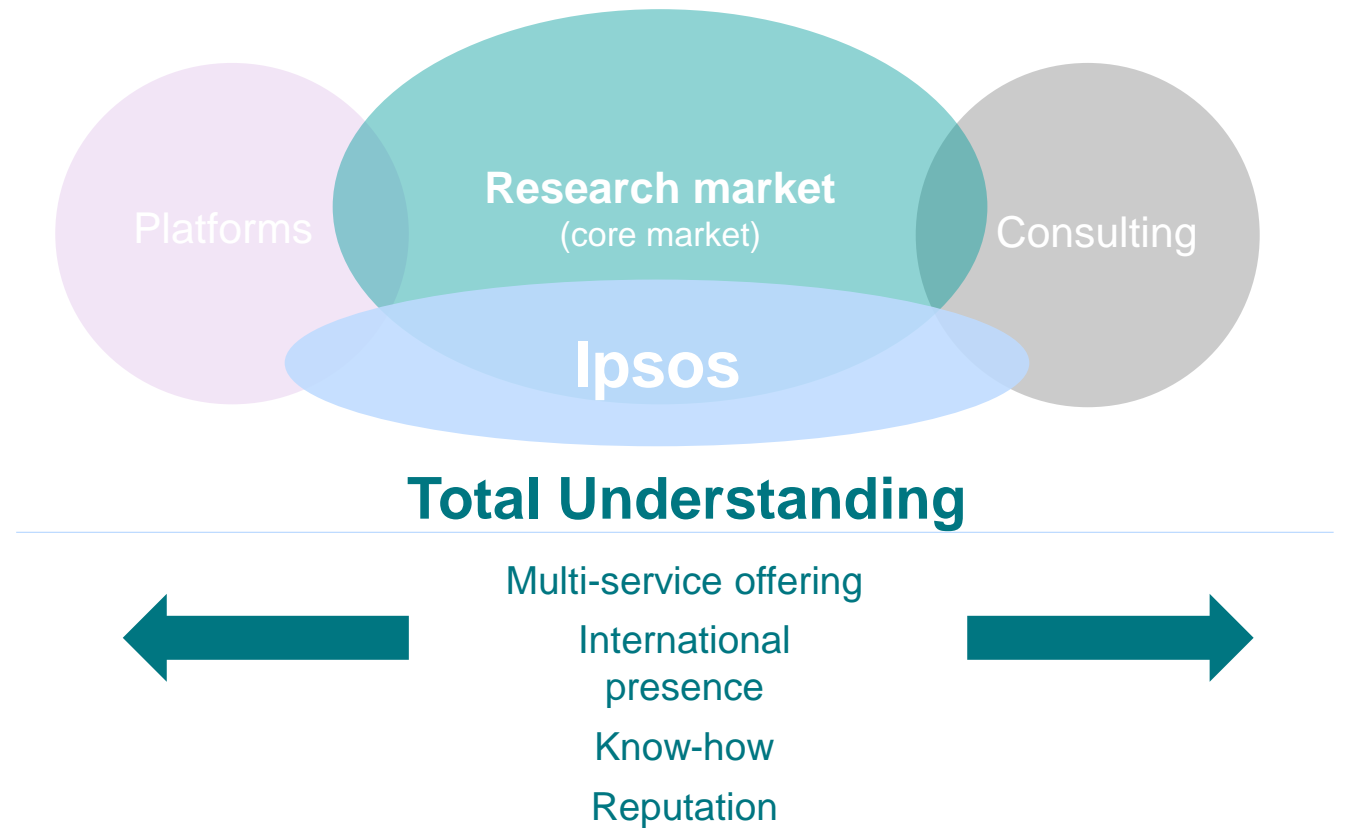 Platforms
Research market
(core market)
Consulting
Ipsos
Total Understanding
Multi-service offering
International
presence
Know-how
Reputation